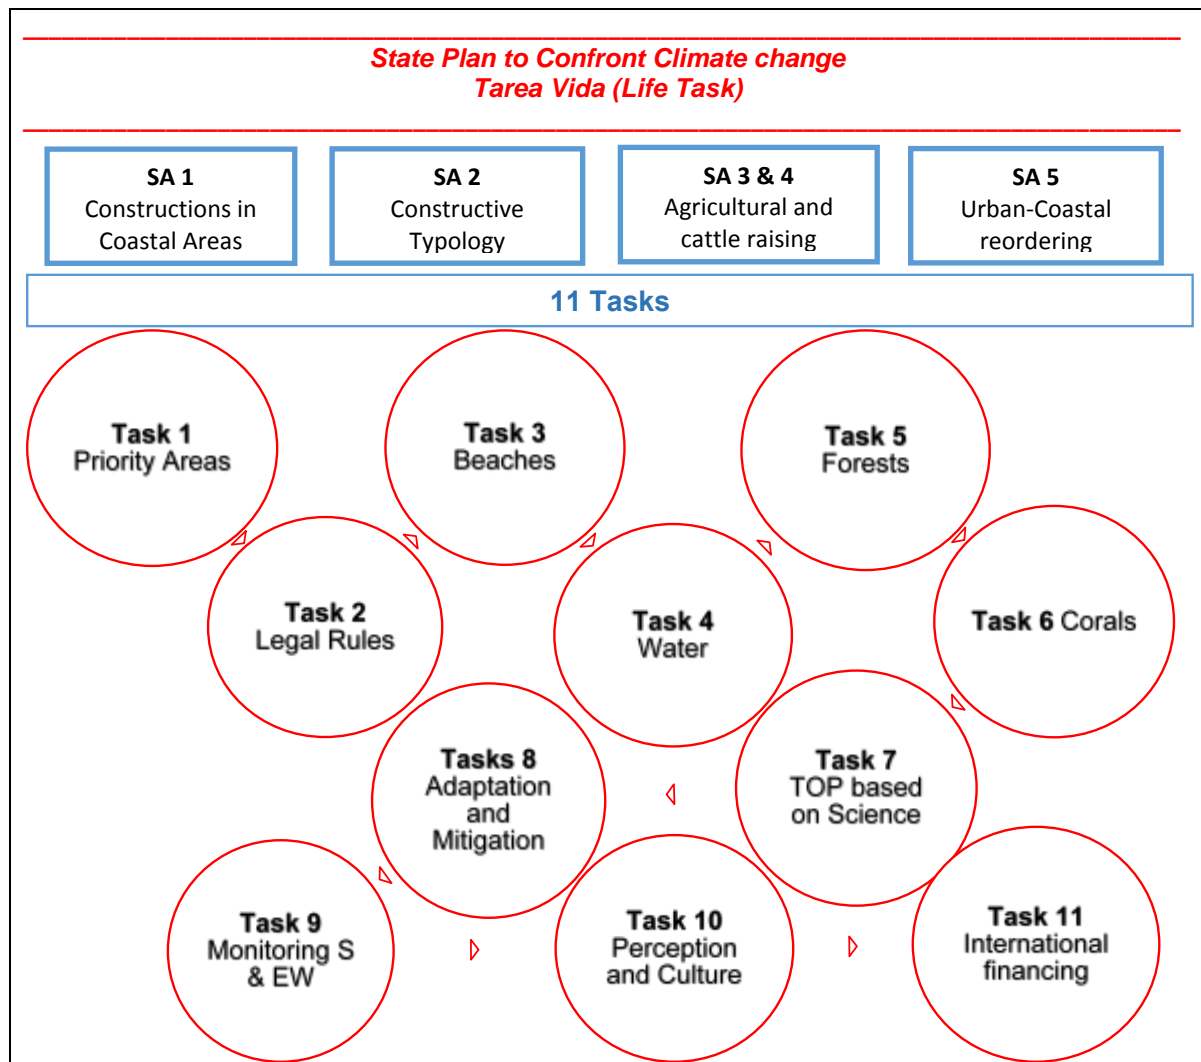 State Plan to Confront Climate change
Tarea Vida (Life Task)
SA 1
Constructions in
Coastal Areas
SA 2
Constructive
Typology
SA 3 & 4
Agricultural and
cattle raising
SA 5
Urban-Coastal
reordering
11 Tasks
Task 1
Priority Areas
Task 3
Beaches
Task 5
Forests
Task 2
Legal Rules
Task 4
Water
Task 6 Corals
Tasks 8
Adaptation
and
Mitigation
Task 7
TOP based
on Science
Task 9
Monitoring S
& EW
Task 10
Perception
and Culture
Task 11
International
financing